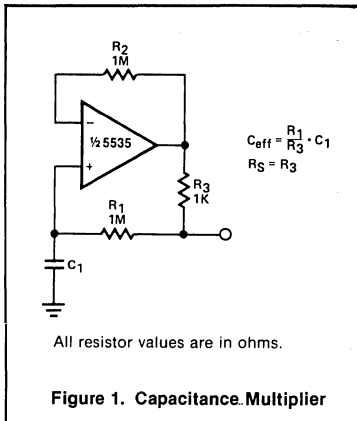 R2
1M
−
½ 5535
+
Ceff = R1/R3 · C1
RS = R3
R3
1K
R1
1M
C1
All resistor values are in ohms.
Figure 1. Capacitance Multiplier